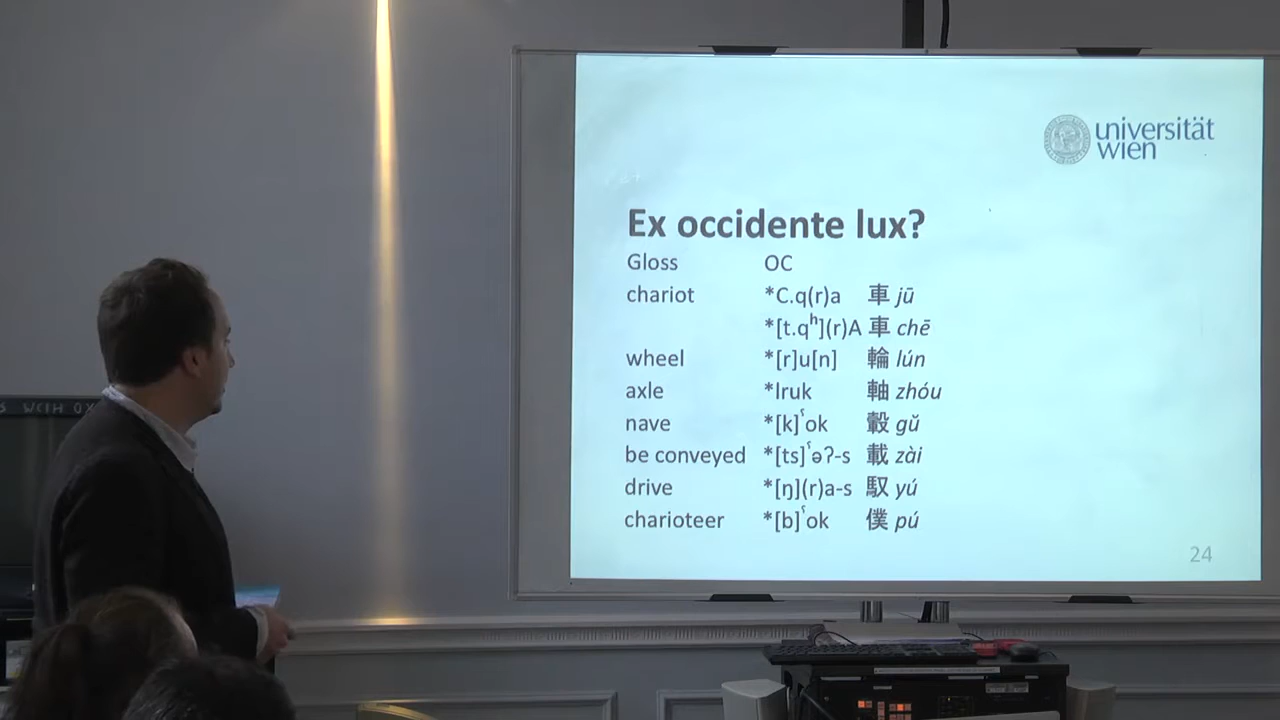 universität
wien
Ex occidente lux?
Gloss OC
chariot *C.q(r)a 車 jū
*[t.qʰ](r)A 車 chē
wheel *[r]u[n] 輪 lún
axle *lruk 軸 zhóu
nave *[k]ˤok 轂 gŭ
be conveyed *[ts]ˤəʔ-s 載 zài
drive *[ŋ](r)a-s 馭 yú
charioteer *[b]ˤok 僕 pú
24